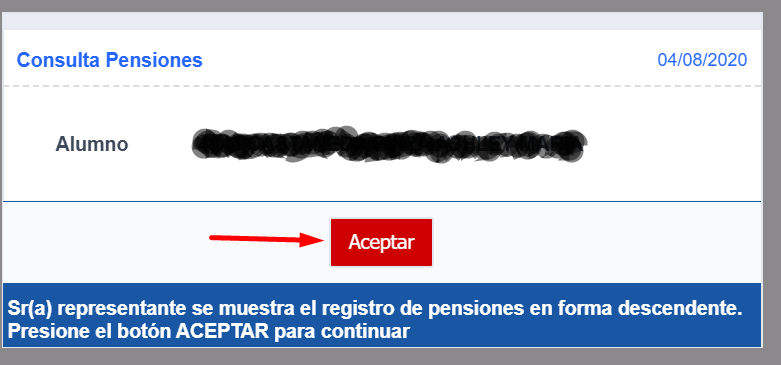 Consulta Pensiones 04/08/2020
Alumno
Aceptar
Sr(a) representante se muestra el registro de pensiones en forma descendente.
Presione el botón ACEPTAR para continuar